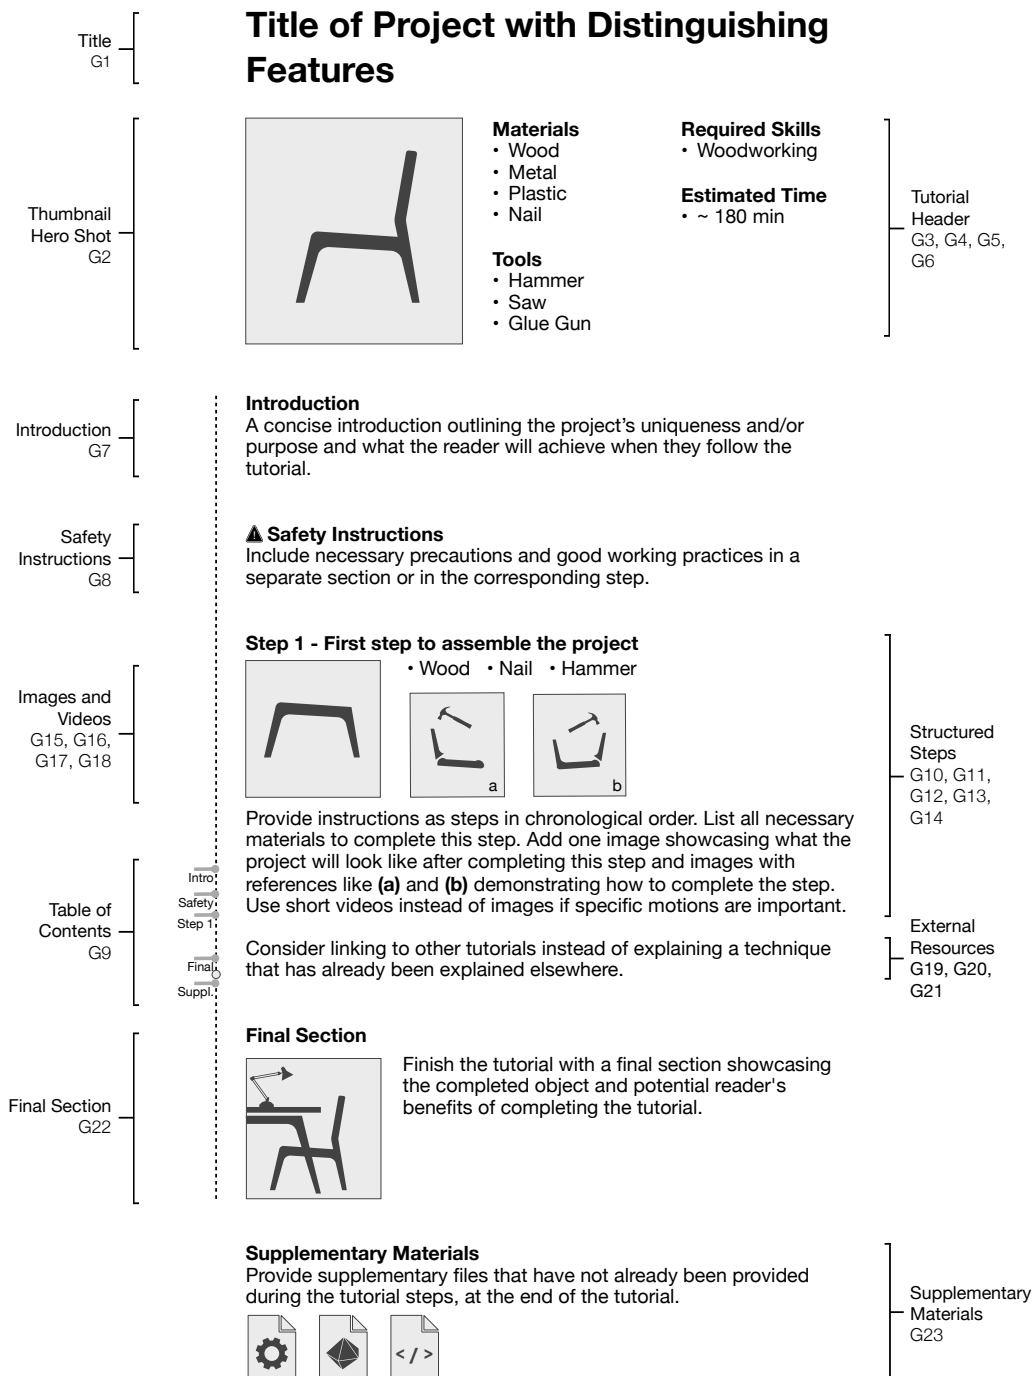 Title
G1
Title of Project with Distinguishing
Features
Thumbnail
Hero Shot
G2
Materials
• Wood
• Metal
• Plastic
• Nail
Tools
• Hammer
• Saw
• Glue Gun
Required Skills
• Woodworking
Estimated Time
• ~ 180 min
Tutorial
Header
G3, G4, G5,
G6
Introduction
G7
Introduction
A concise introduction outlining the project's uniqueness and/or
purpose and what the reader will achieve when they follow the
tutorial.
Safety
Instructions
G8
Safety Instructions
Include necessary precautions and good working practices in a
separate section or in the corresponding step.
Images and
Videos
G15, G16,
G17, G18
Step 1 - First step to assemble the project
• Wood • Nail • Hammer
a
b
Provide instructions as steps in chronological order. List all necessary
materials to complete this step. Add one image showcasing what the
project will look like after completing this step and images with
references like (a) and (b) demonstrating how to complete the step.
Use short videos instead of images if specific motions are important.
Structured
Steps
G10, G11,
G12, G13,
G14
Table of
Contents
G9
Intro
Safety
Step 1
Final
Suppl.
Consider linking to other tutorials instead of explaining a technique
that has already been explained elsewhere.
External
Resources
G19, G20,
G21
Final Section
G22
Final Section
Finish the tutorial with a final section showcasing
the completed object and potential reader's
benefits of completing the tutorial.
Supplementary Materials
Provide supplementary files that have not already been provided
during the tutorial steps, at the end of the tutorial.
</>
Supplementary
Materials
G23